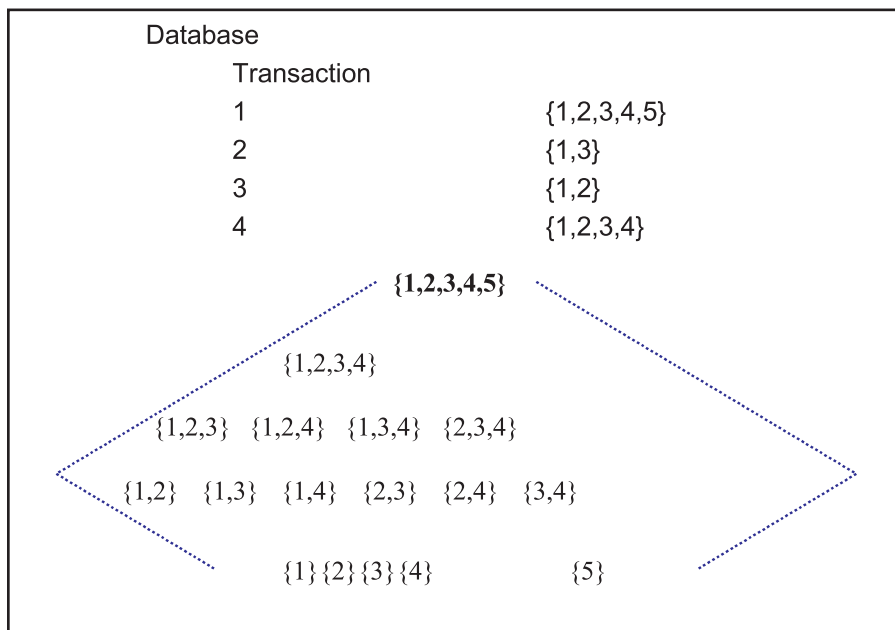 Database
Transaction
1 {1,2,3,4,5}
2 {1,3}
3 {1,2}
4 {1,2,3,4}
{1,2,3,4,5}
{1,2,3,4}
{1,2,3} {1,2,4} {1,3,4} {2,3,4}
{1,2} {1,3} {1,4} {2,3} {2,4} {3,4}
{1} {2} {3} {4} {5}